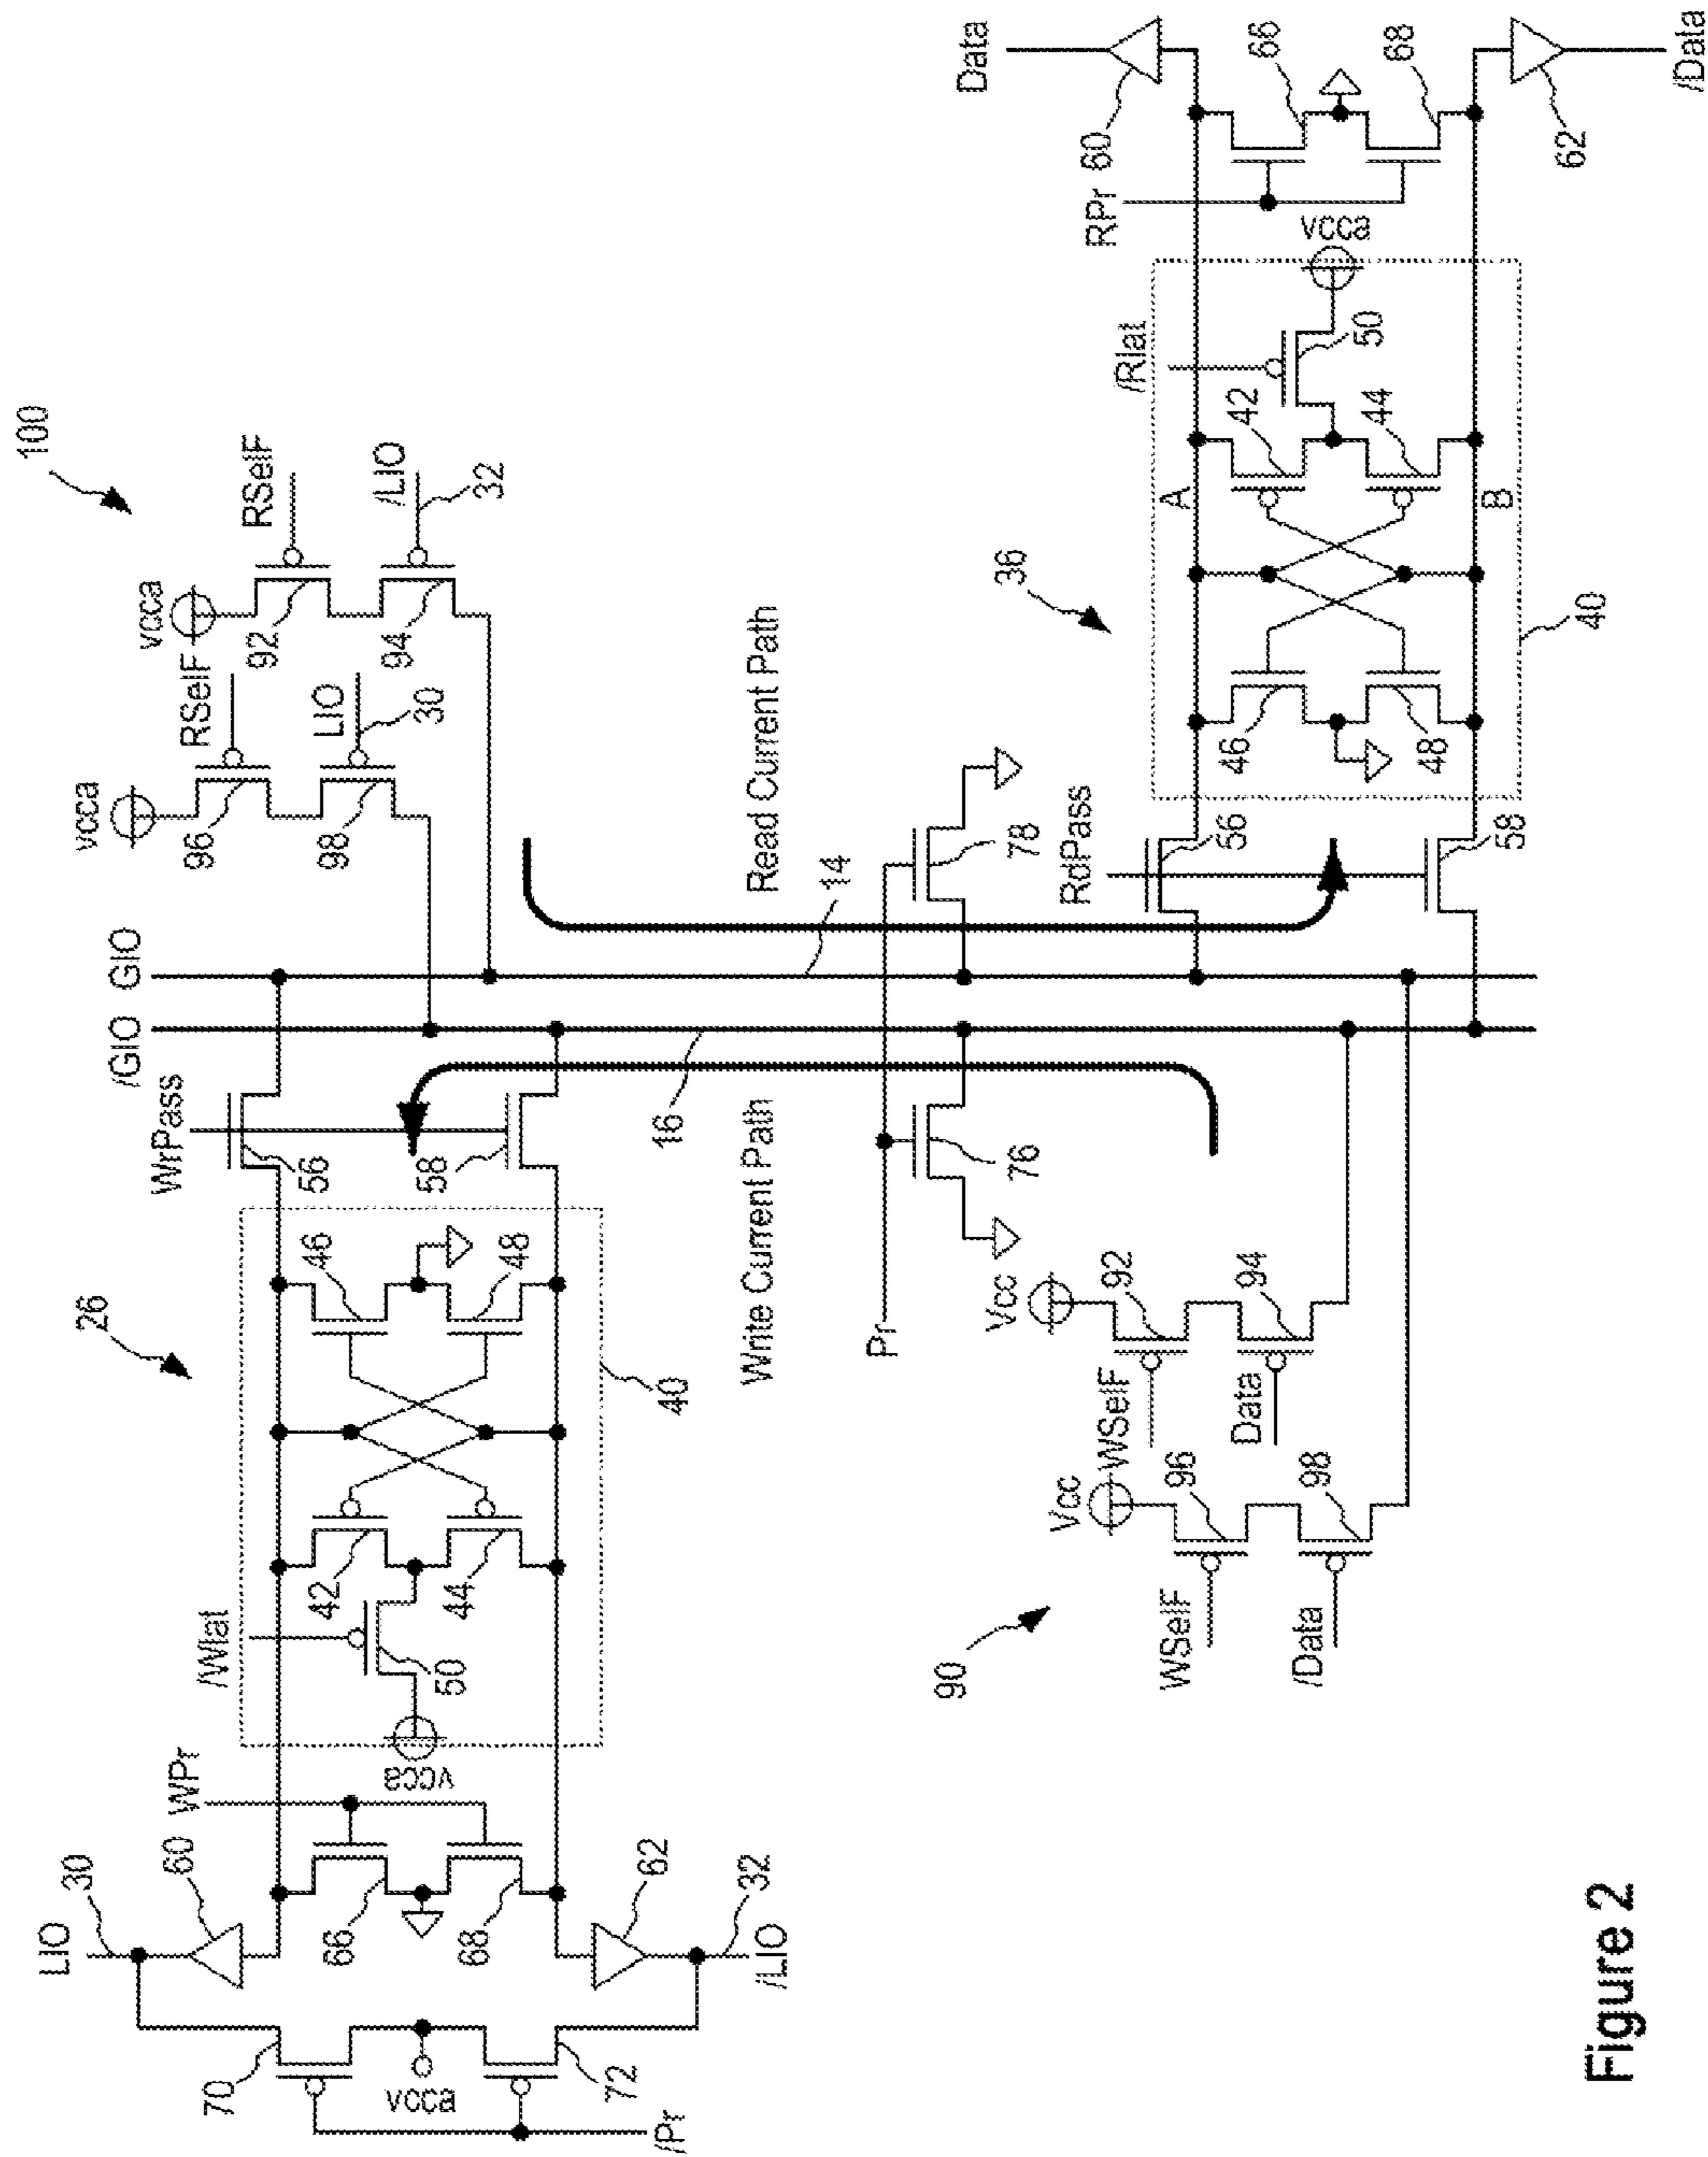 100
vcca
RSelF
92
/LIO
94
32
vcca
RSelF
96
LIO
98
30
/GIO
GIO
Read Current Path
14
16
Write Current Path
WrPass
56
58
26
46
48
40
42
44
/Wlat
50
vcca
WPr
60
66
68
62
LIO
30
/LIO
32
70
72
vcca
/Pr
Pr
76
78
90
Vcc
WSelF
92
Data
94
Vcc
WSelF
96
/Data
98
RdPass
56
58
36
A
B
46
48
42
44
40
/Rlat
50
vcca
RPr
60
66
68
62
Data
/Data
Figure 2